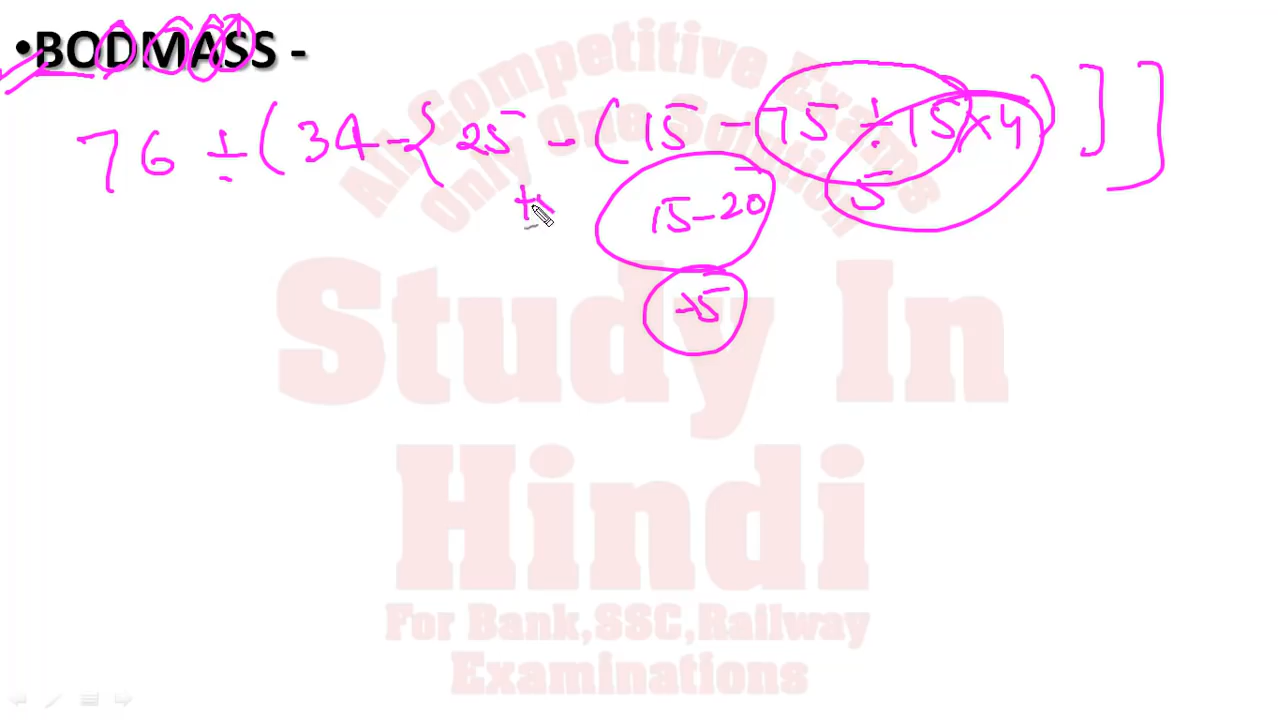 •BODMASS -
76 ÷ ( 34 - { 25 - ( 15 - 75 ÷ 15 × 4 ) ] ]
5
+5
15-20
-5
All Competitive Exams
Only One Solution
Study In
Hindi
For Bank,SSC,Railway
Examinations